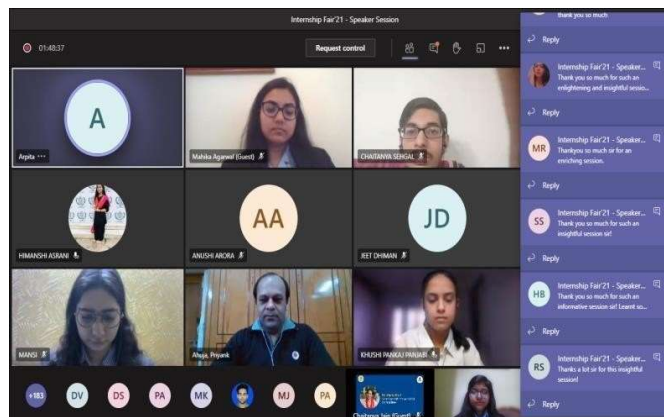 Internship Fair'21 - Speaker Session
01:48:37
Request control
A
Arpita
Mahika Agarwal (Guest)
CHAITANYA SEHGAL
HIMANSHI ASRANI
AA
ANUSHI ARORA
JD
JEET DHIMAN
MANSI
Ahuja, Priyank
KHUSHI PANKAJ PANJABI
+183
DV
DS
PA
MK
MJ
PA
Chaitanya Jain (Guest)
thank you so much
Reply
Internship Fair'21 - Speaker...
Thank you so much for such an
enlightening and insightful sessio...
Reply
MR
Internship Fair'21 - Speaker...
Thankyou so much sir for an
enriching session.
Reply
SS
Internship Fair'21 - Speaker...
Thank you so much for such an
insightful session sir!
Reply
HB
Internship Fair'21 - Speaker...
Thank you so much for such an
informative session sir! Learnt so...
Reply
RS
Internship Fair'21 - Speaker...
Thanks a lot sir for this insightful
session!
Reply